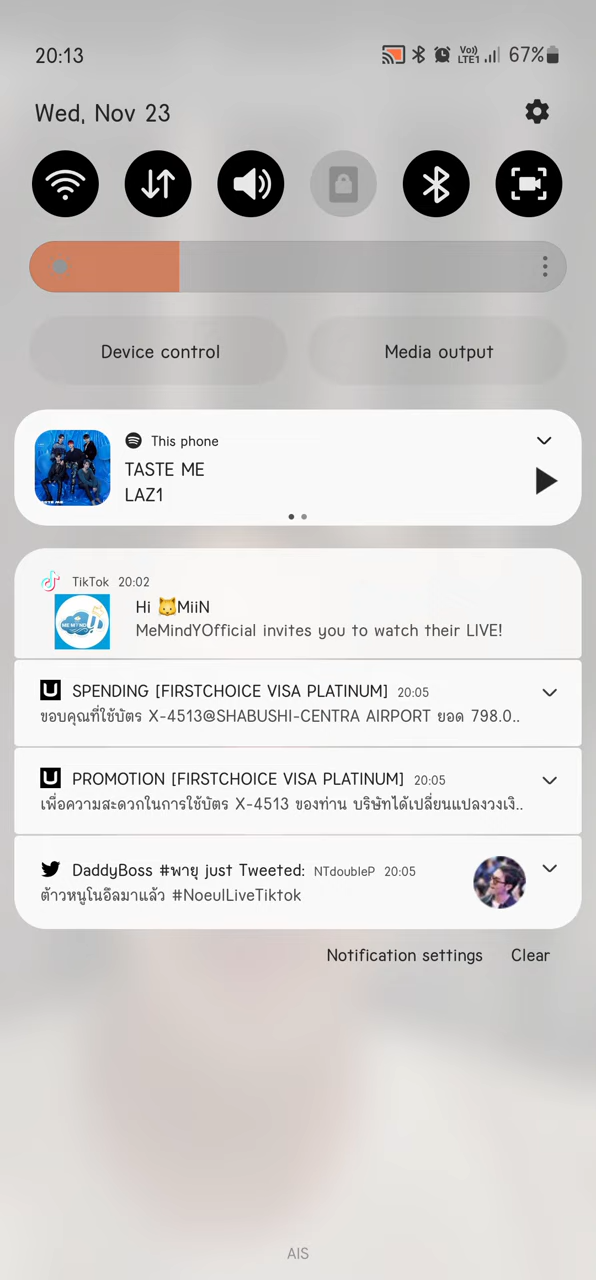 20:13
Vo)) LTE1 67%
Wed, Nov 23
Device control
Media output
This phone
TASTE ME
LAZ1
TikTok 20:02
Hi 🐱MiiN
MeMindYOfficial invites you to watch their LIVE!
SPENDING [FIRSTCHOICE VISA PLATINUM] 20:05
ขอบคุณที่ใช้บัตร X-4513@SHABUSHI-CENTRA AIRPORT ยอด 798.0..
PROMOTION [FIRSTCHOICE VISA PLATINUM] 20:05
เพื่อความสะดวกในการใช้บัตร X-4513 ของท่าน บริษัทได้เปลี่ยนแปลงวงเงิ..
DaddyBoss #พายุ just Tweeted: NTdoubleP 20:05
ต้าวหนูโนอึลมาแล้ว #NoeulLiveTiktok
Notification settings
Clear
AIS